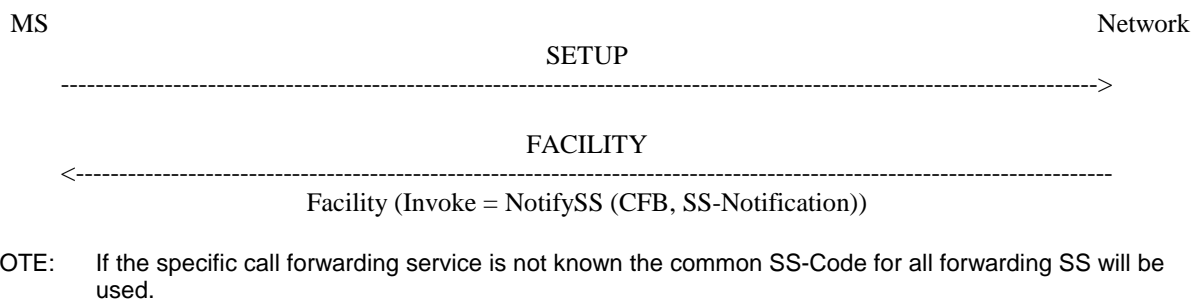 MS Network
SETUP
------------------------------------------------------------------------------------------------------------------------>
FACILITY
<------------------------------------------------------------------------------------------------------------------------
Facility (Invoke = NotifySS (CFB, SS-Notification))
OTE: If the specific call forwarding service is not known the common SS-Code for all forwarding SS will be
used.